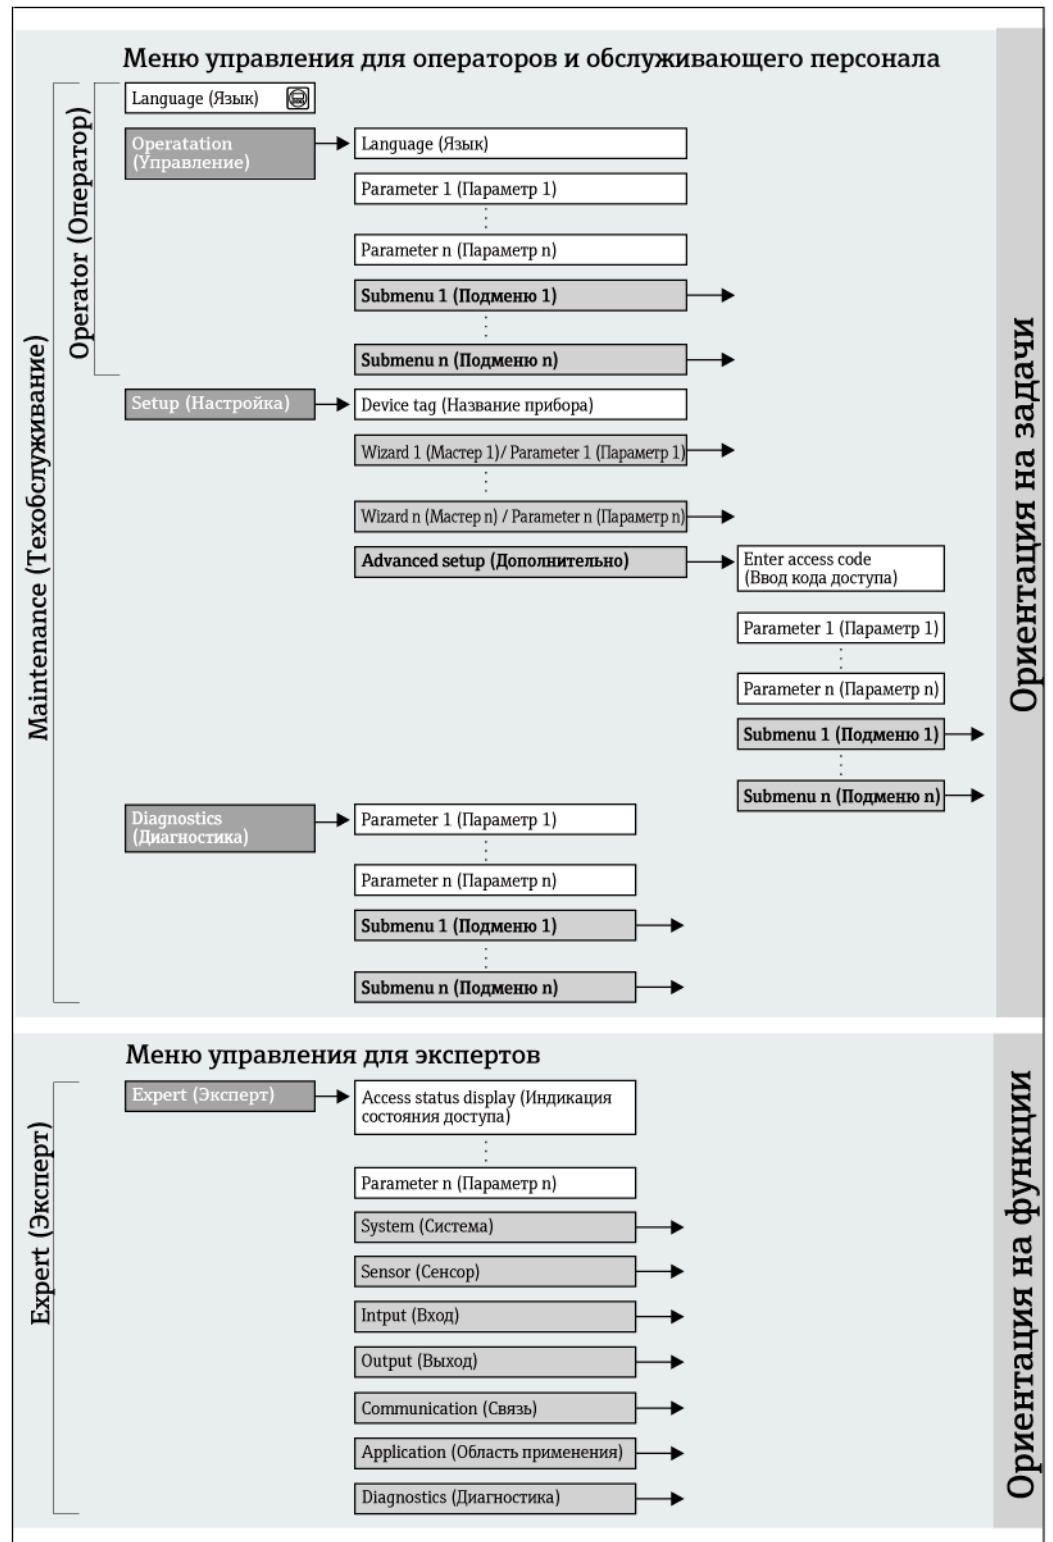 Меню управления для операторов и обслуживающего персонала
Language (Язык)
Operatation
(Управление)
Language (Язык)
Parameter 1 (Параметр 1)
Parameter n (Параметр n)
Submenu 1 (Подменю 1)
Submenu n (Подменю n)
Operator (Оператор)
Setup (Настройка)
Device tag (Название прибора)
Wizard 1 (Мастер 1)/ Parameter 1 (Параметр 1)
Wizard n (Мастер n) / Parameter n (Параметр n)
Advanced setup (Дополнительно)
Enter access code
(Ввод кода доступа)
Parameter 1 (Параметр 1)
Parameter n (Параметр n)
Submenu 1 (Подменю 1)
Submenu n (Подменю n)
Diagnostics
(Диагностика)
Parameter 1 (Параметр 1)
Parameter n (Параметр n)
Submenu 1 (Подменю 1)
Submenu n (Подменю n)
Maintenance (Техобслуживание)
Ориентация на задачи
Меню управления для экспертов
Expert (Эксперт)
Access status display (Индикация
состояния доступа)
Parameter n (Параметр n)
System (Система)
Sensor (Сенсор)
Intput (Вход)
Output (Выход)
Communication (Связь)
Application (Область применения)
Diagnostics (Диагностика)
Expert (Эксперт)
Ориентация на функции